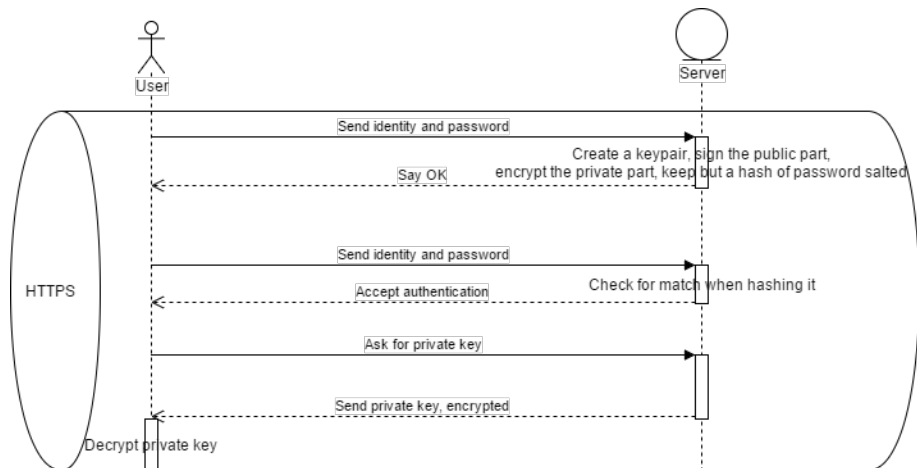 User
Server
Send identity and password
Create a keypair, sign the public part,
encrypt the private part, keep but a hash of password salted
Say OK
Send identity and password
HTTPS
Check for match when hashing it
Accept authentication
Ask for private key
Send private key, encrypted
Decrypt private key